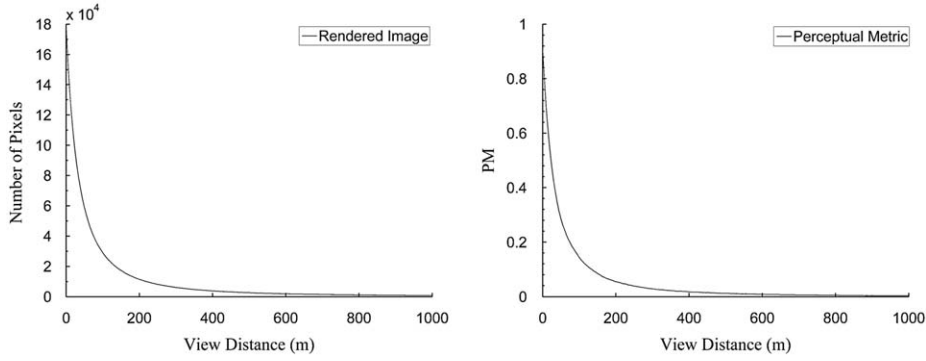 x 10⁴
Rendered Image
18
16
14
12
10
8
6
4
2
0
Number of Pixels
0 200 400 600 800 1000
View Distance (m)
Perceptual Metric
1
0.8
0.6
0.4
0.2
0
PM
0 200 400 600 800 1000
View Distance (m)